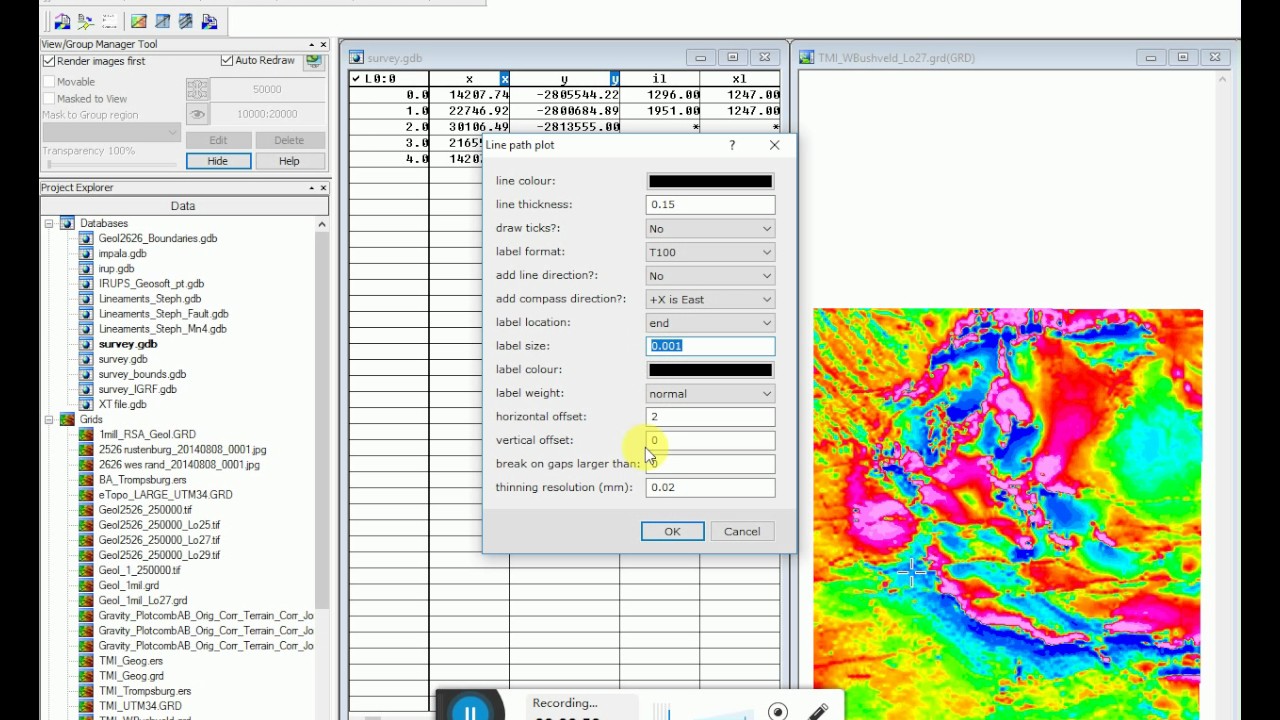 View/Group Manager Tool
Render images first
Auto Redraw
Movable
50000
Masked to View
Mask to Group region
10000:20000
Edit
Delete
Transparency 100%
Hide
Help
Project Explorer
Data
Databases
Geol2626_Boundaries.gdb
impala.gdb
irup.gdb
IRUPS_Geosoft_pt.gdb
Lineaments_Steph.gdb
Lineaments_Steph_Fault.gdb
Lineaments_Steph_Mn4.gdb
survey.gdb
survey.gdb
survey_bounds.gdb
survey_IGRF.gdb
XT file.gdb
Grids
1mill_RSA_Geol.GRD
2526 rustenburg_20140808_0001.jpg
2626 wes rand_20140808_0001.jpg
BA_Trompsburg.ers
eTopo_LARGE_UTM34.GRD
Geol2526_250000.tif
Geol2526_250000_Lo25.tif
Geol2526_250000_Lo27.tif
Geol2526_250000_Lo29.tif
Geol_1_250000.tif
Geol_1mil.grd
Geol_1mil_Lo27.grd
Gravity_PlotcombAB_Orig_Corr_Terrain_Corr_Jo
Gravity_PlotcombAB_Orig_Corr_Terrain_Corr_Jo
Gravity_PlotcombAB_Orig_Corr_Terrain_Corr_Jo
TMI_Geog.ers
TMI_Geog.grd
TMI_Trompsburg.ers
TMI_UTM34.GRD
survey.gdb
L0:0 x x y y il xl
0.0 14207.74 -2805544.22 1296.00 1247.00
1.0 22746.92 -2800684.89 1951.00 1247.00
2.0 30106.49 -2813555.00 * *
3.0 2165
4.0 1420
Line path plot
?
line colour:
line thickness: 0.15
draw ticks?: No
label format: T100
add line direction?: No
add compass direction?: +X is East
label location: end
label size: 0.001
label colour:
label weight: normal
horizontal offset: 2
vertical offset: 0
break on gaps larger than:
thinning resolution (mm): 0.02
OK
Cancel
TMI_WBushveld_Lo27.grd(GRD)
Recording...